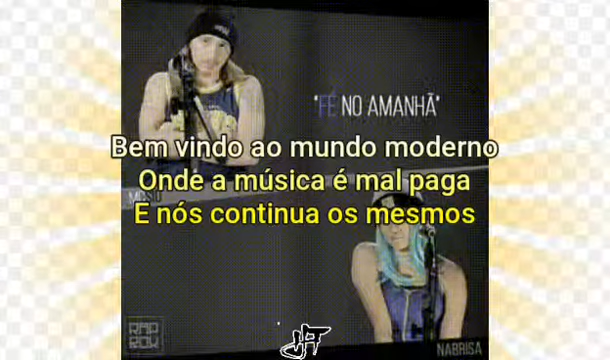 "FÉ NO AMANHÃ"
Bem vindo ao mundo moderno
Onde a música é mal paga
E nós continua os mesmos
RAP
BOX
NABRISA